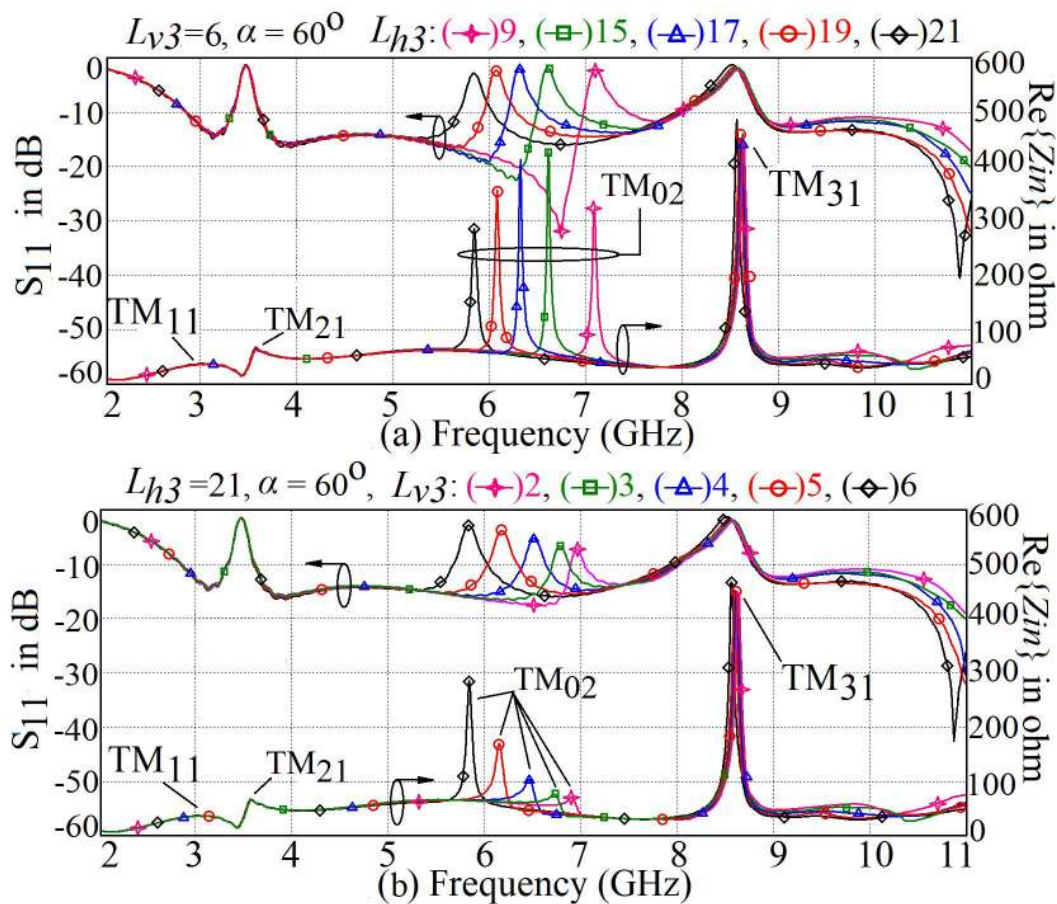 Lv3=6, α = 60o Lh3: (-)9, (-)15, (-)17, (-)19, (-)21
0
-10
-20
-30
-40
-50
-60
S11 in dB
600
500
400
300
200
100
0
Re{Zin} in ohm
TM02
TM31
TM11
TM21
2 3 4 5 6 7 8 9 10 11
(a) Frequency (GHz)
Lh3=21, α = 60o, Lv3: (-)2, (-)3, (-)4, (-)5, (-)6
0
-10
-20
-30
-40
-50
-60
S11 in dB
600
500
400
300
200
100
0
Re{Zin} in ohm
TM02
TM31
TM11
TM21
2 3 4 5 6 7 8 9 10 11
(b) Frequency (GHz)